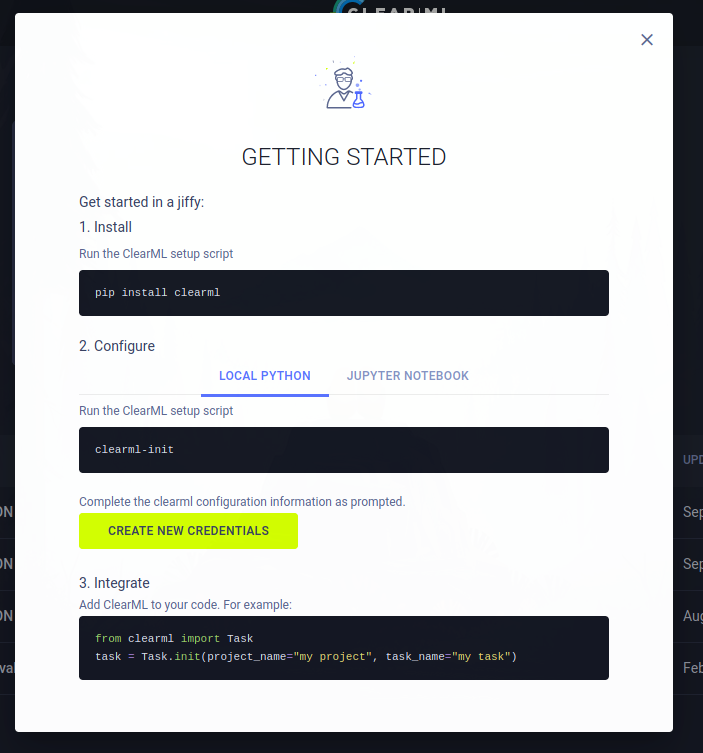 CLEAR|ML
GETTING STARTED
Get started in a jiffy:
1. Install
Run the ClearML setup script
pip install clearml
2. Configure
LOCAL PYTHON JUPYTER NOTEBOOK
Run the ClearML setup script
clearml-init
UPD
Complete the clearml configuration information as prompted.
ON Sep
CREATE NEW CREDENTIALS
ON Sep
3. Integrate
Add ClearML to your code. For example:
ON Aug
from clearml import Task
task = Task.init(project_name="my project", task_name="my task")
val Feb